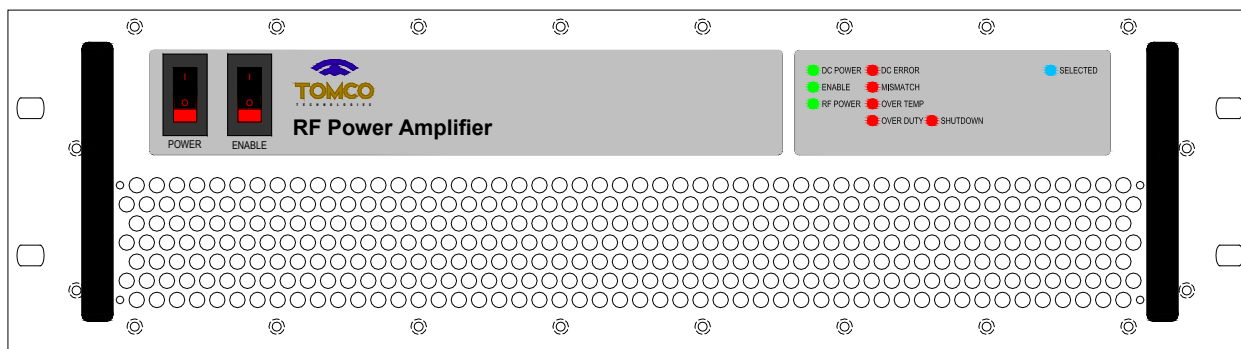 I I
O O
POWER ENABLE
TOMCO
TECHNOLOGIES
RF Power Amplifier
DC POWER DC ERROR SELECTED
ENABLE MISMATCH
RF POWER OVER TEMP
OVER DUTY SHUTDOWN